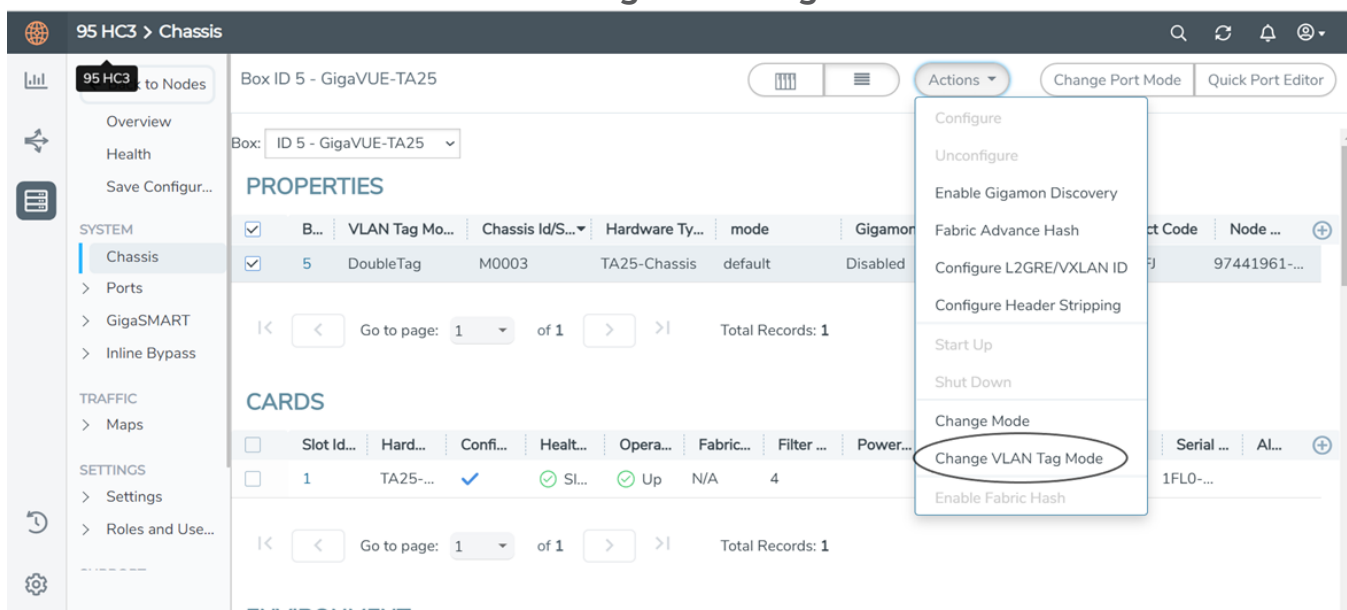 95 HC3 > Chassis
95 HC3
k to Nodes
Overview
Health
Save Configur...
SYSTEM
Chassis
> Ports
> GigaSMART
> Inline Bypass
TRAFFIC
> Maps
SETTINGS
> Settings
> Roles and Use...
Box ID 5 - GigaVUE-TA25
Actions
Change Port Mode
Quick Port Editor
Box: ID 5 - GigaVUE-TA25
PROPERTIES
B... VLAN Tag Mo... Chassis Id/S... Hardware Ty... mode Gigamon ct Code Node ...
5 DoubleTag M0003 TA25-Chassis default Disabled 97441961-...
Go to page: 1 of 1 Total Records: 1
CARDS
Slot Id... Hard... Confi... Healt... Opera... Fabric... Filter ... Power... Serial ... Al...
1 TA25-... Sl... Up N/A 4 1FL0-...
Go to page: 1 of 1 Total Records: 1
Configure
Unconfigure
Enable Gigamon Discovery
Fabric Advance Hash
Configure L2GRE/VXLAN ID
Configure Header Stripping
Start Up
Shut Down
Change Mode
Change VLAN Tag Mode
Enable Fabric Hash